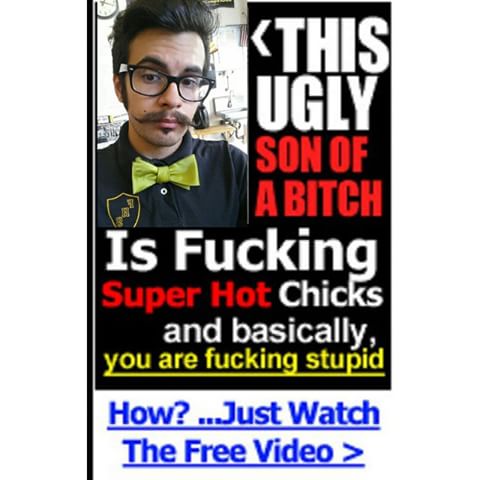 <THIS
UGLY
SON OF
A BITCH
Is Fucking
Super Hot Chicks
and basically,
you are fucking stupid
How? ...Just Watch
The Free Video >